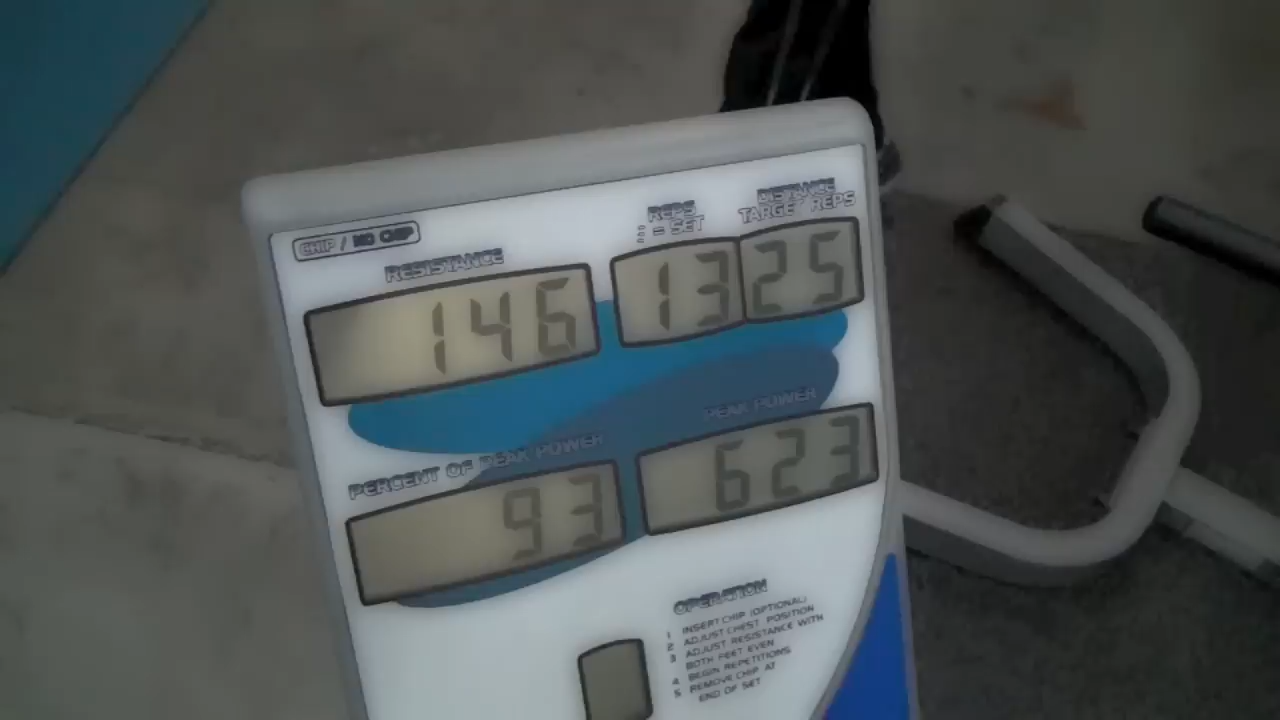 CHIP / NO CHIP
RESISTANCE
REPS
= SET
DISTANCE
TARGET REPS
146
13
25
PERCENT OF PEAK POWER
PEAK POWER
93
623
OPERATION
1 INSERT CHIP (OPTIONAL)
2 ADJUST CHEST POSITION
3 ADJUST RESISTANCE WITH
BOTH FEET EVEN
4 BEGIN REPETITIONS
5 REMOVE CHIP AT
END OF SET